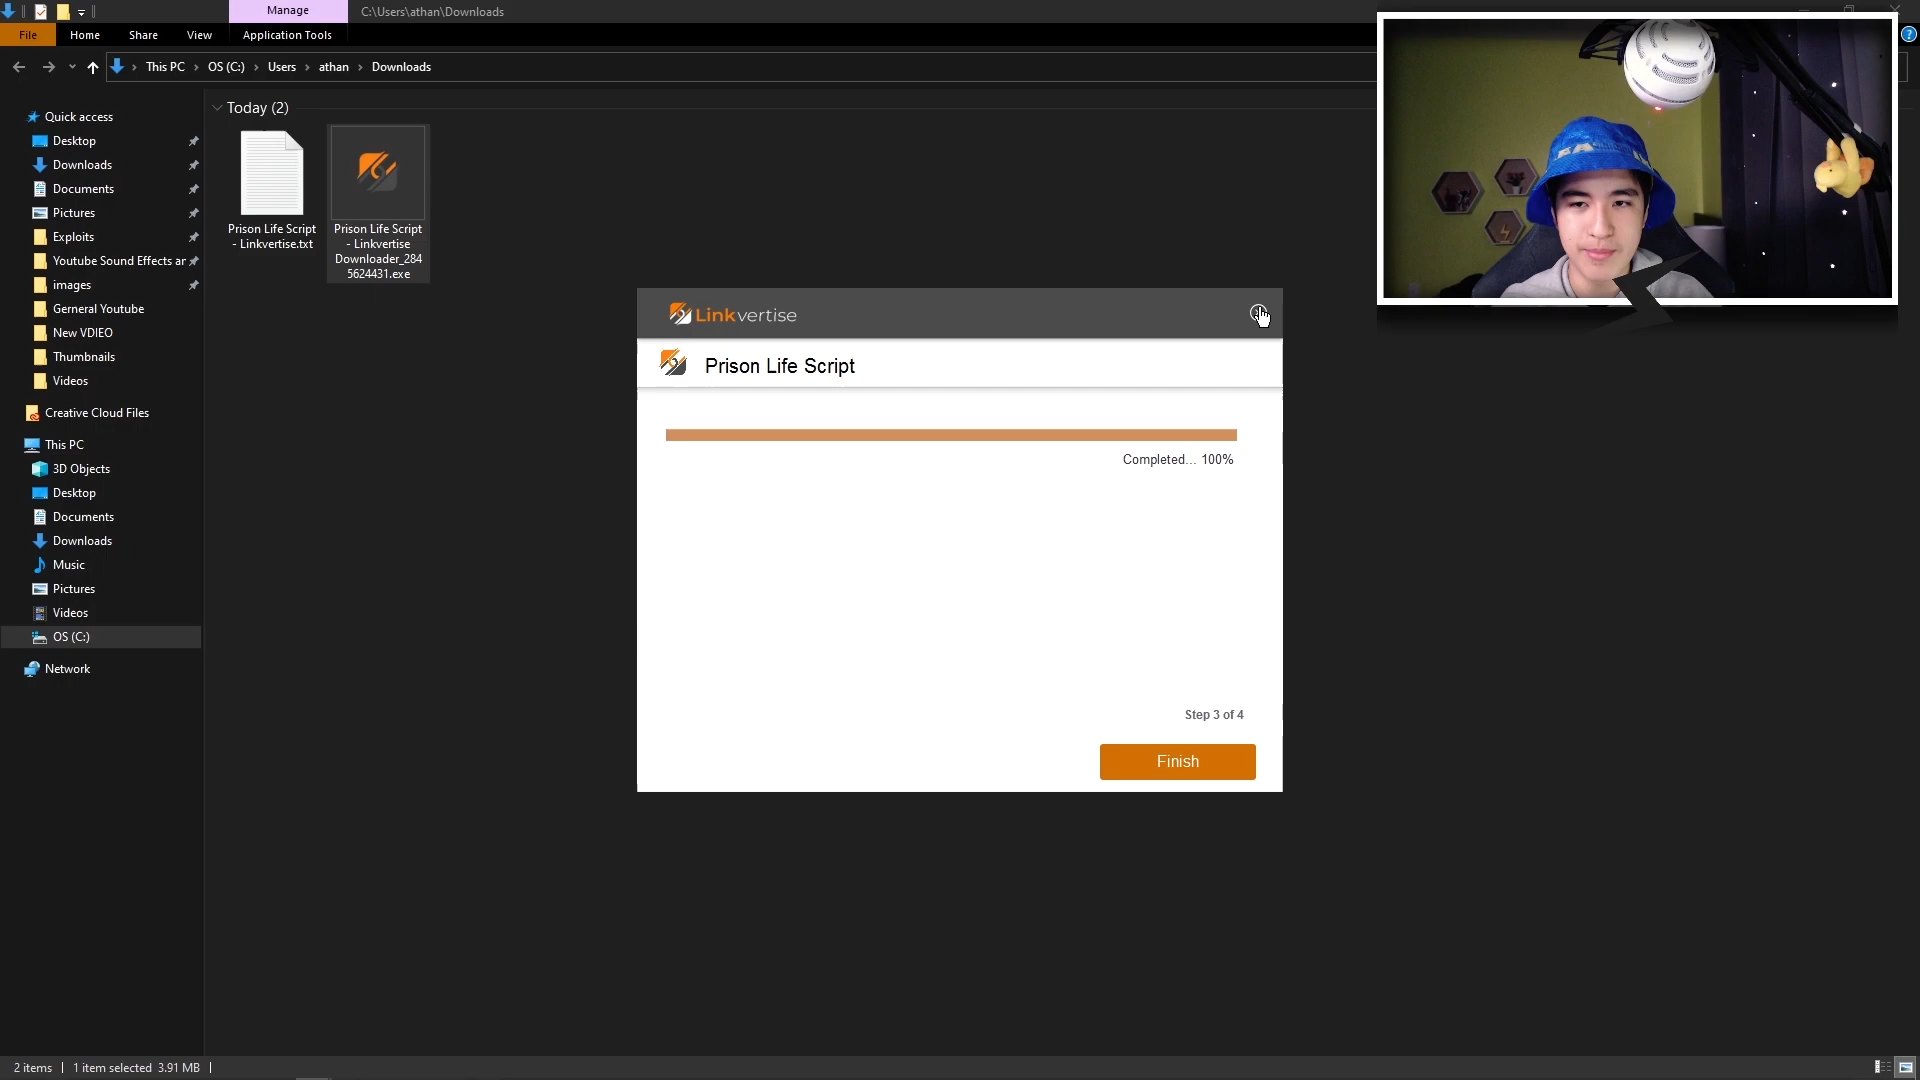 Manage
C:\Users\athan\Downloads
File
Home
Share
View
Application Tools
This PC
OS (C:)
Users
athan
Downloads
Quick access
Desktop
Downloads
Documents
Pictures
Exploits
Youtube Sound Effects ar
images
Gerneral Youtube
New VDIEO
Thumbnails
Videos
Creative Cloud Files
This PC
3D Objects
Desktop
Documents
Downloads
Music
Pictures
Videos
OS (C:)
Network
Today (2)
Prison Life Script
- Linkvertise.txt
Prison Life Script
- Linkvertise
Downloader_284
5624431.exe
Linkvertise
Prison Life Script
Completed... 100%
Step 3 of 4
Finish
2 items
1 item selected 3.91 MB